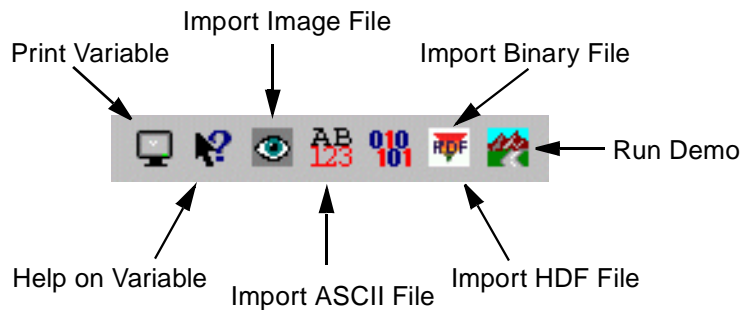 Import Image File
Print Variable
Import Binary File
?
AB
123
010
101
HDF
Run Demo
Help on Variable
Import HDF File
Import ASCII File